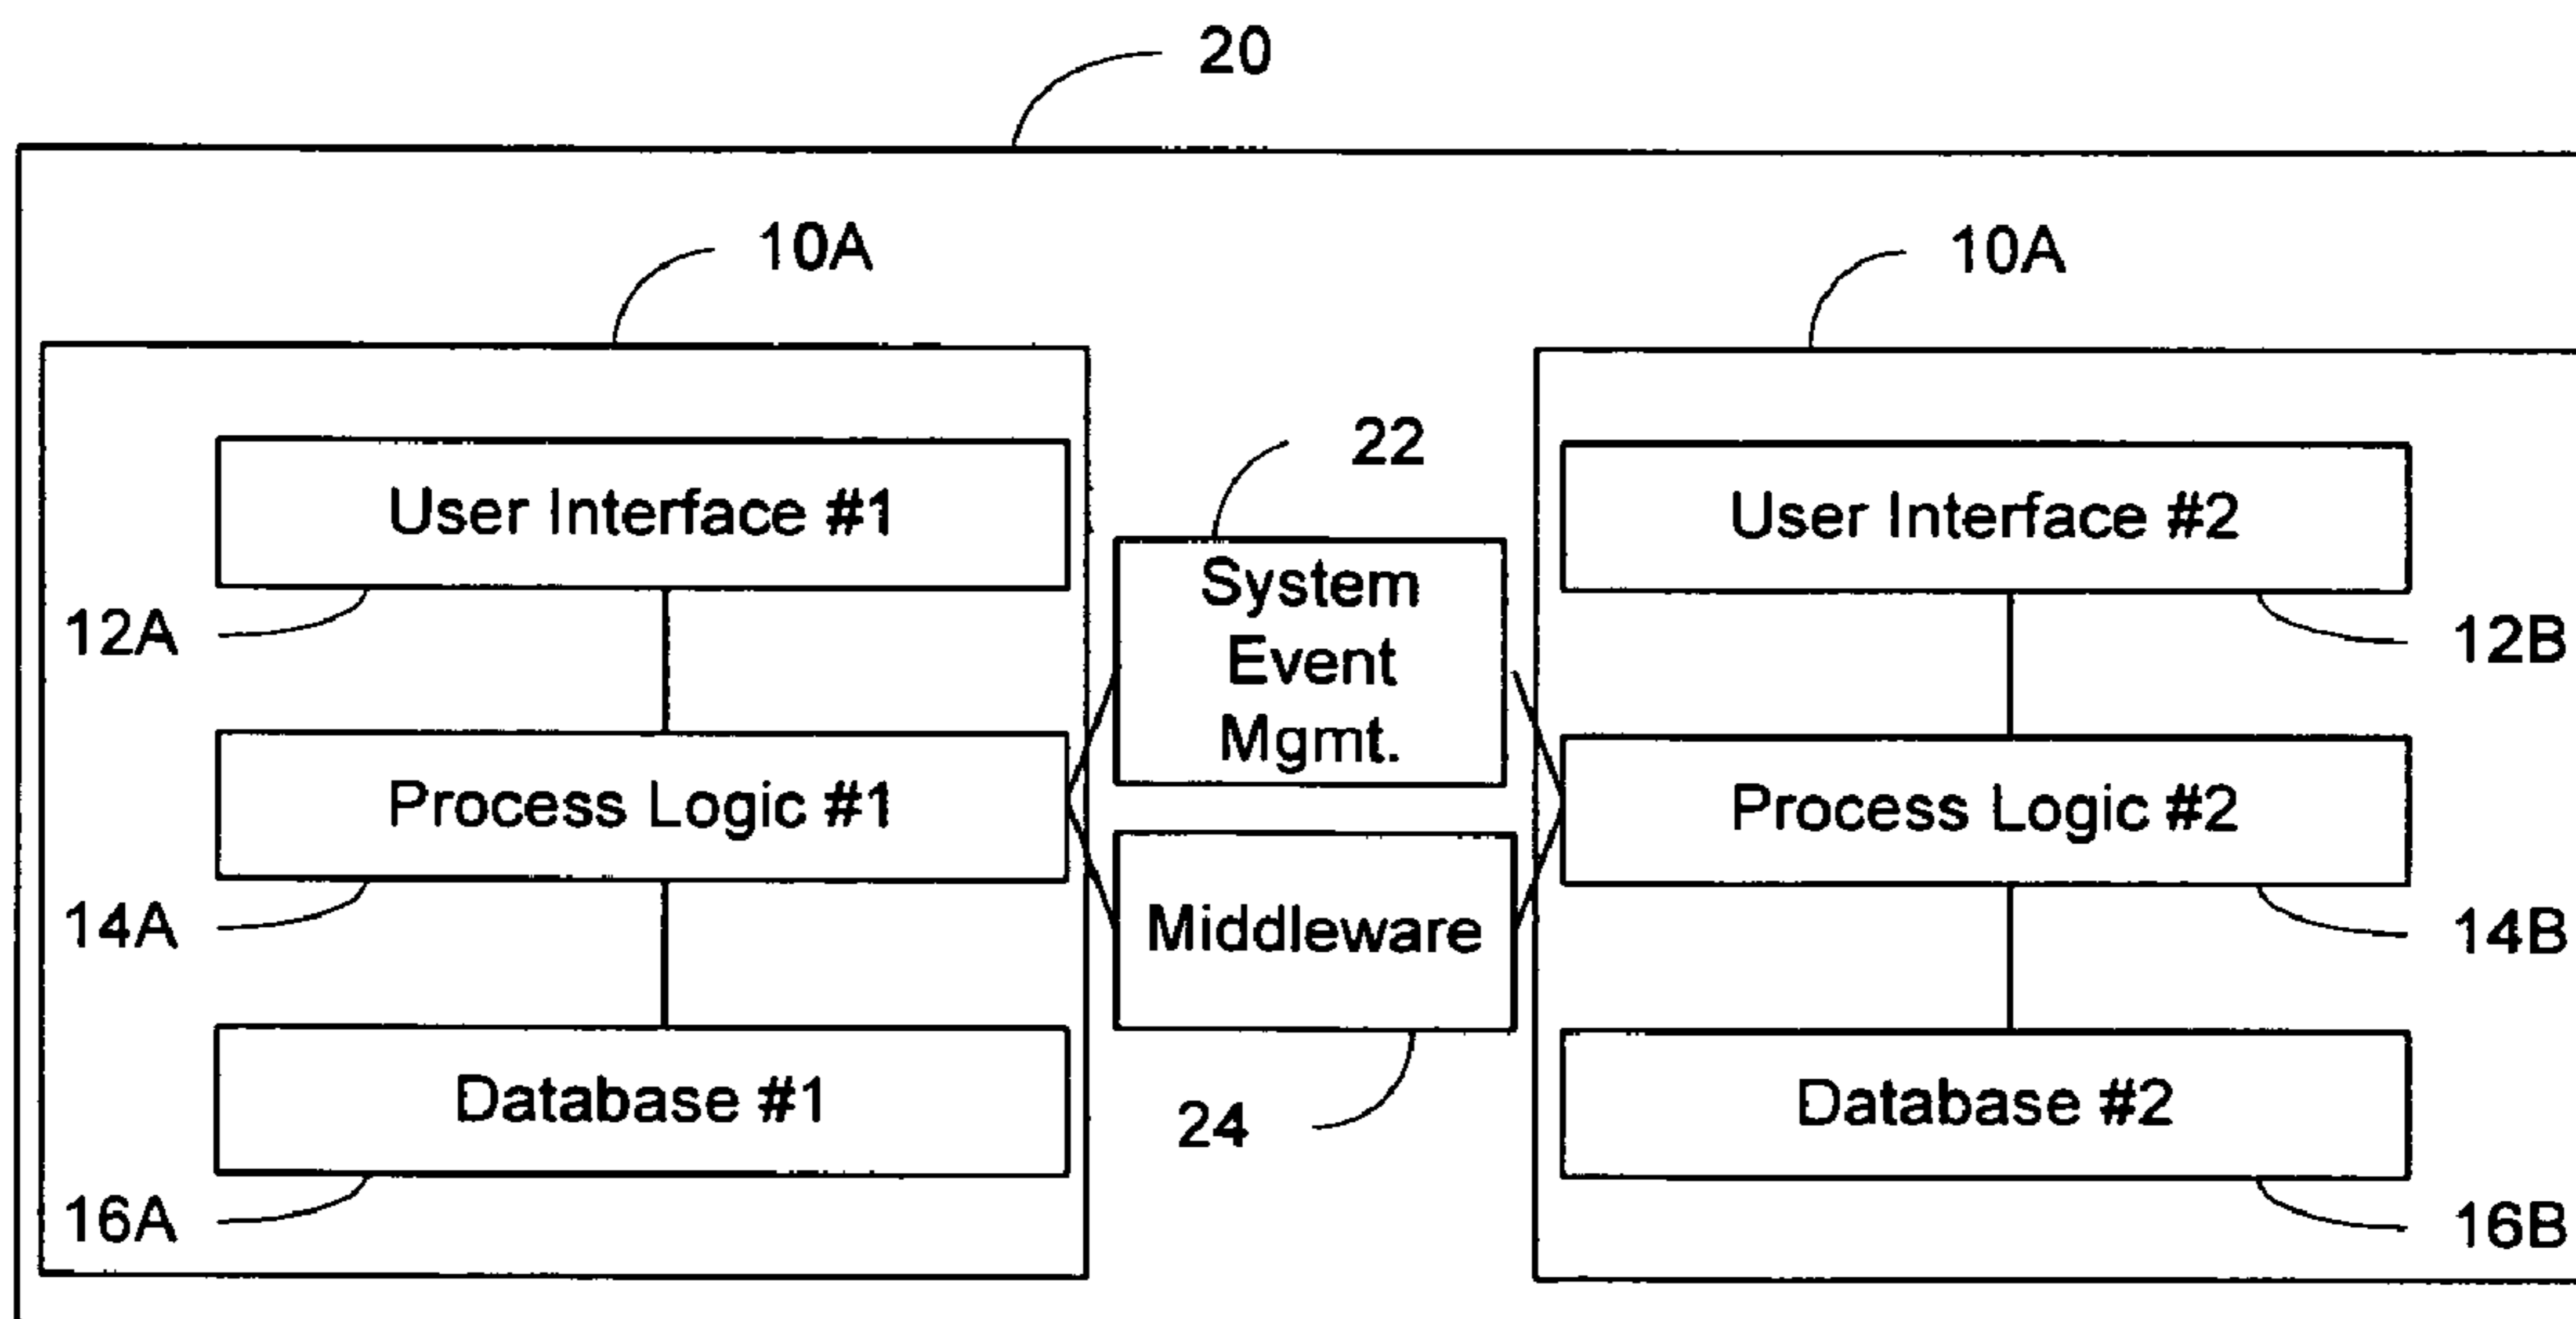 20
10A
10A
User Interface #1
12A
Process Logic #1
14A
Database #1
16A
22
System
Event
Mgmt.
Middleware
24
User Interface #2
12B
Process Logic #2
14B
Database #2
16B